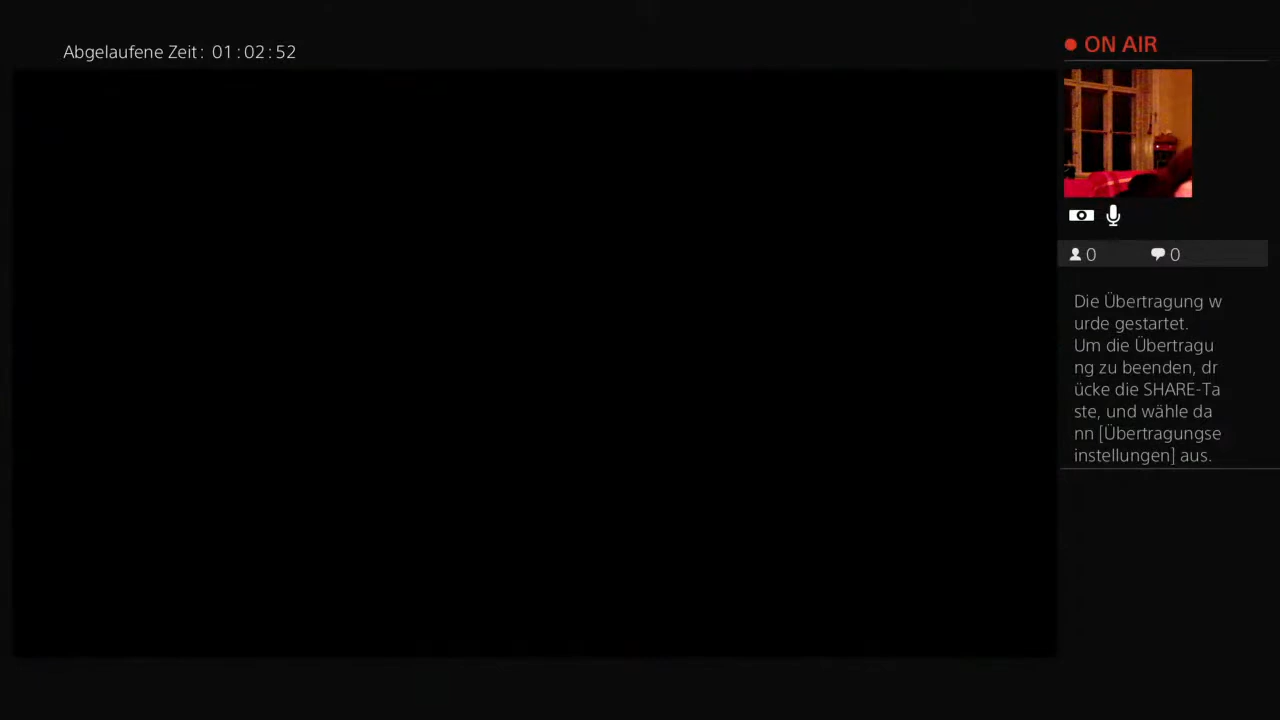 Abgelaufene Zeit: 01:02:52
ON AIR
0 0
Die Übertragung w
urde gestartet.
Um die Übertragu
ng zu beenden, dr
ücke die SHARE-Ta
ste, und wähle da
nn [Übertragungse
instellungen] aus.